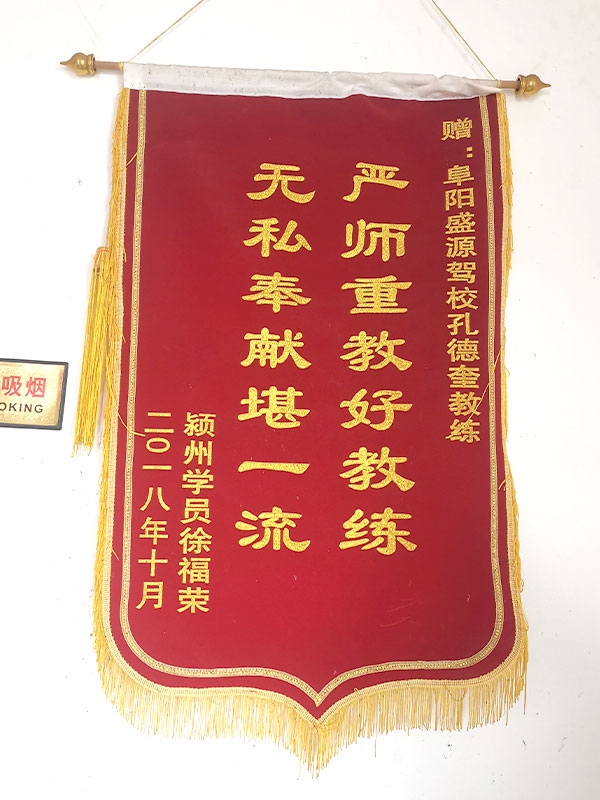 赠：阜阳盛源驾校孔德奎教练
严师重教好教练
无私奉献堪一流
颍州学员徐福荣
二〇一八年十月
吸烟
OKING